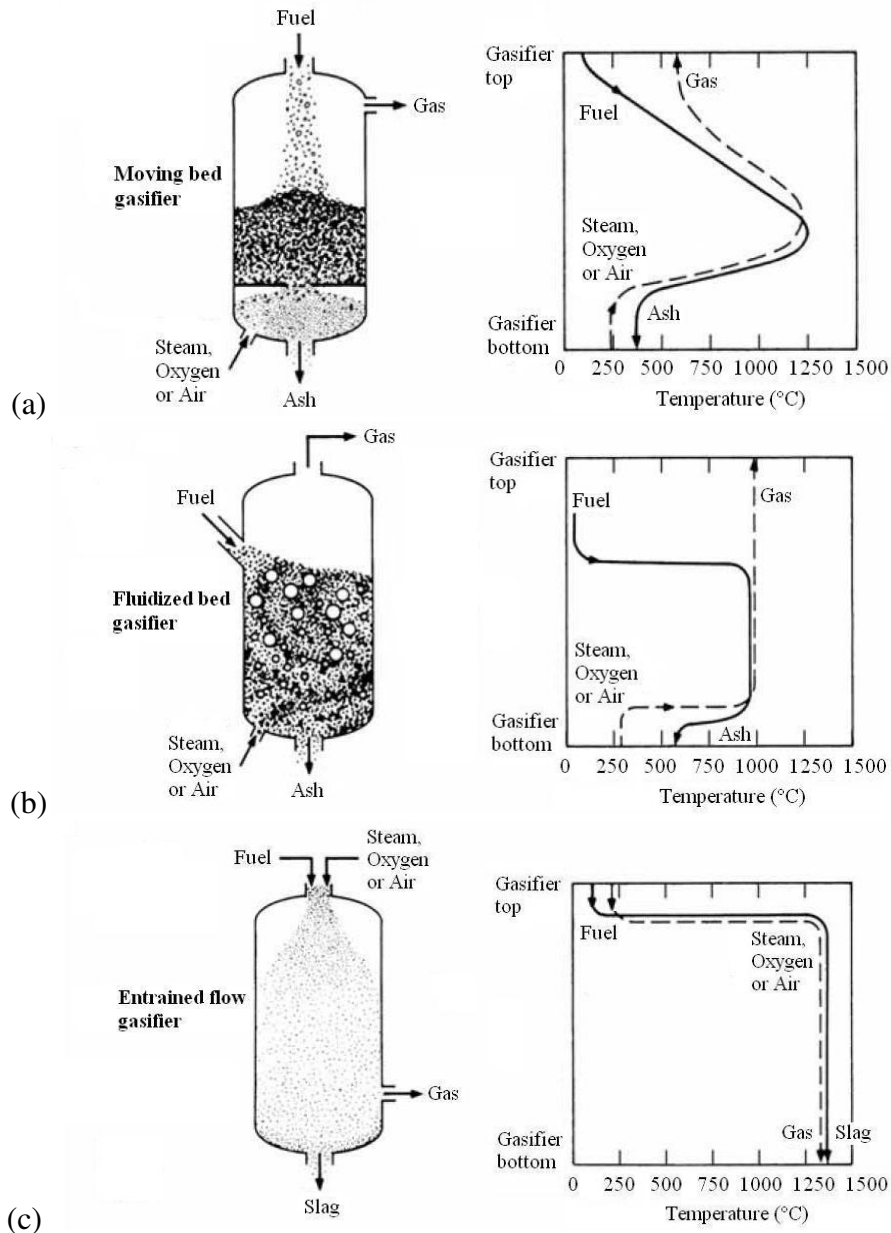 Fuel
Gas
Moving bed
gasifier
Steam,
Oxygen
or Air
Ash
(a)
Gasifier
top
Gas
Fuel
Steam,
Oxygen
or Air
Ash
Gasifier
bottom
0 250 500 750 1000 1250 1500
Temperature (°C)
Gas
Fuel
Fluidized bed
gasifier
Steam,
Oxygen
or Air
Ash
(b)
Gasifier
top
Fuel
Gas
Steam,
Oxygen
or Air
Gasifier
bottom
Ash
0 250 500 750 1000 1250 1500
Temperature (°C)
Fuel
Steam,
Oxygen
or Air
Entrained flow
gasifier
Gas
Slag
(c)
Gasifier
top
Fuel
Steam,
Oxygen
or Air
Gas
Slag
Gasifier
bottom
0 250 500 750 1000 1250 1500
Temperature (°C)